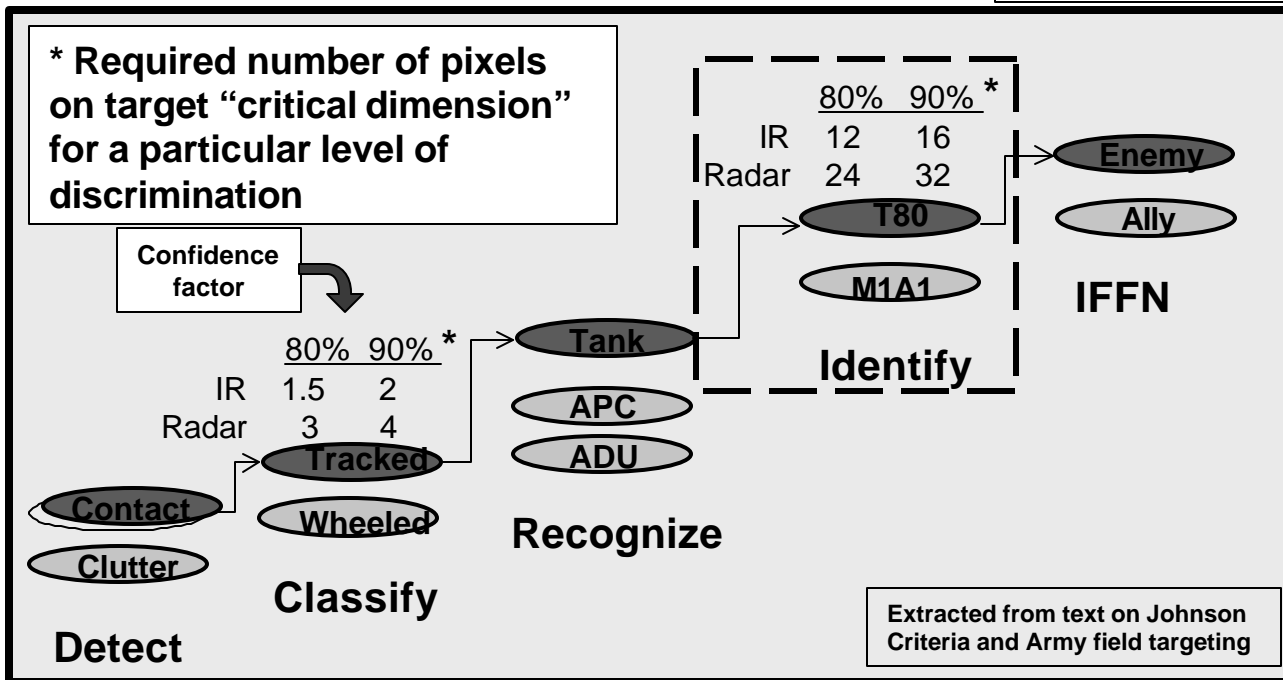 * Required number of pixels
on target “critical dimension”
for a particular level of
discrimination
Confidence
factor
80% 90% *
IR 1.5 2
Radar 3 4
Contact
Clutter
Detect
Tracked
Wheeled
Classify
Tank
APC
ADU
Recognize
80% 90% *
IR 12 16
Radar 24 32
T80
M1A1
Identify
Enemy
Ally
IFFN
Extracted from text on Johnson
Criteria and Army field targeting